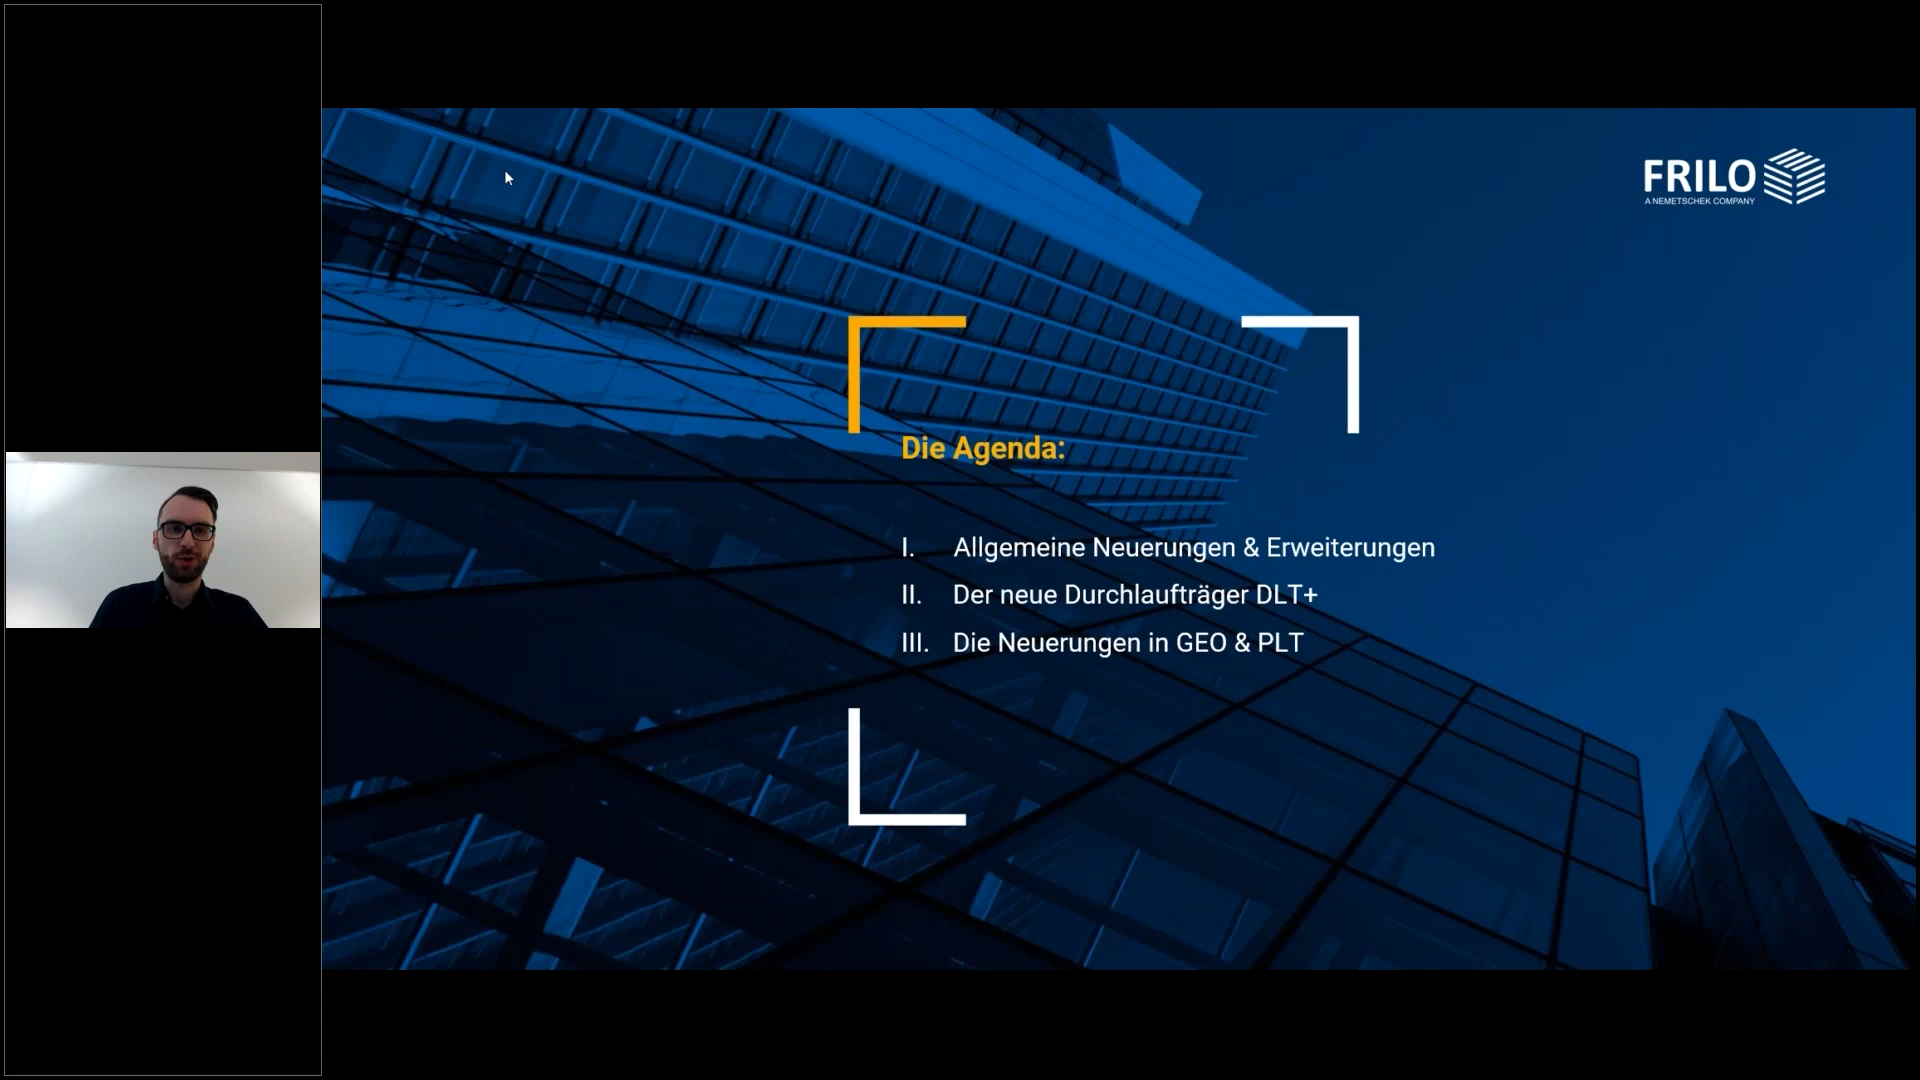 FRILO
A NEMETSCHEK COMPANY
Die Agenda:
I. Allgemeine Neuerungen & Erweiterungen
II. Der neue Durchlaufträger DLT+
III. Die Neuerungen in GEO & PLT